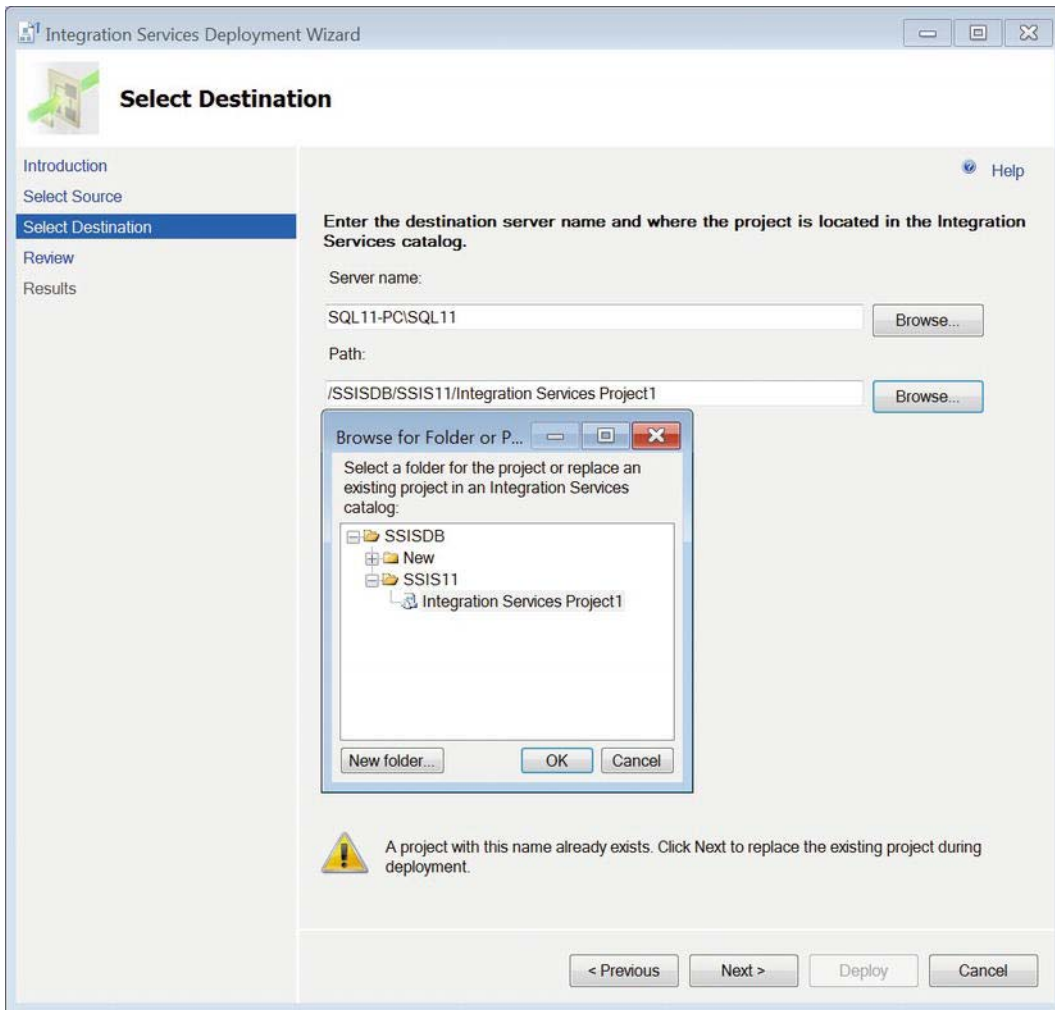 Integration Services Deployment Wizard
Select Destination
Introduction
Select Source
Select Destination
Review
Results
Help
Enter the destination server name and where the project is located in the Integration
Services catalog.
Server name:
SQL11-PC\SQL11
Browse...
Path:
/SSISDB/SSIS11/Integration Services Project1
Browse...
Browse for Folder or P...
Select a folder for the project or replace an
existing project in an Integration Services
catalog:
SSISDB
New
SSIS11
Integration Services Project1
New folder...
OK
Cancel
A project with this name already exists. Click Next to replace the existing project during
deployment.
< Previous
Next >
Deploy
Cancel